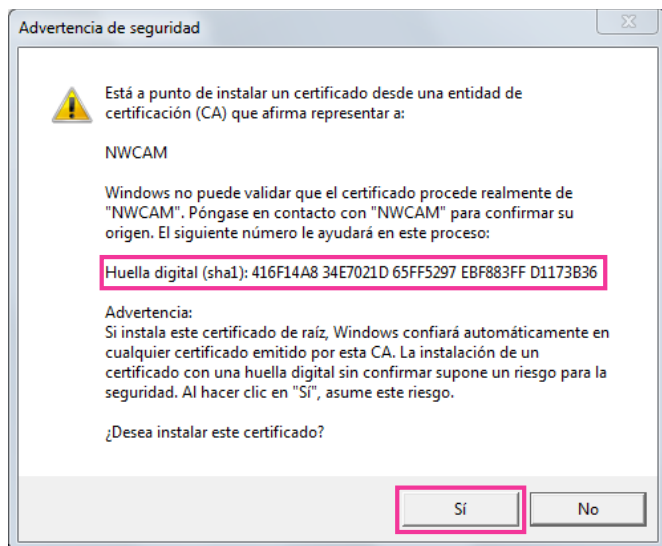 Advertencia de seguridad
Está a punto de instalar un certificado desde una entidad de
certificación (CA) que afirma representar a:
NWCAM
Windows no puede validar que el certificado procede realmente de
"NWCAM". Póngase en contacto con "NWCAM" para confirmar su
origen. El siguiente número le ayudará en este proceso:
Huella digital (sha1): 416F14A8 34E7021D 65FF5297 EBF883FF D1173B36
Advertencia:
Si instala este certificado de raíz, Windows confiará automáticamente en
cualquier certificado emitido por esta CA. La instalación de un
certificado con una huella digital sin confirmar supone un riesgo para la
seguridad. Al hacer clic en "Sí", asume este riesgo.
¿Desea instalar este certificado?
Sí No